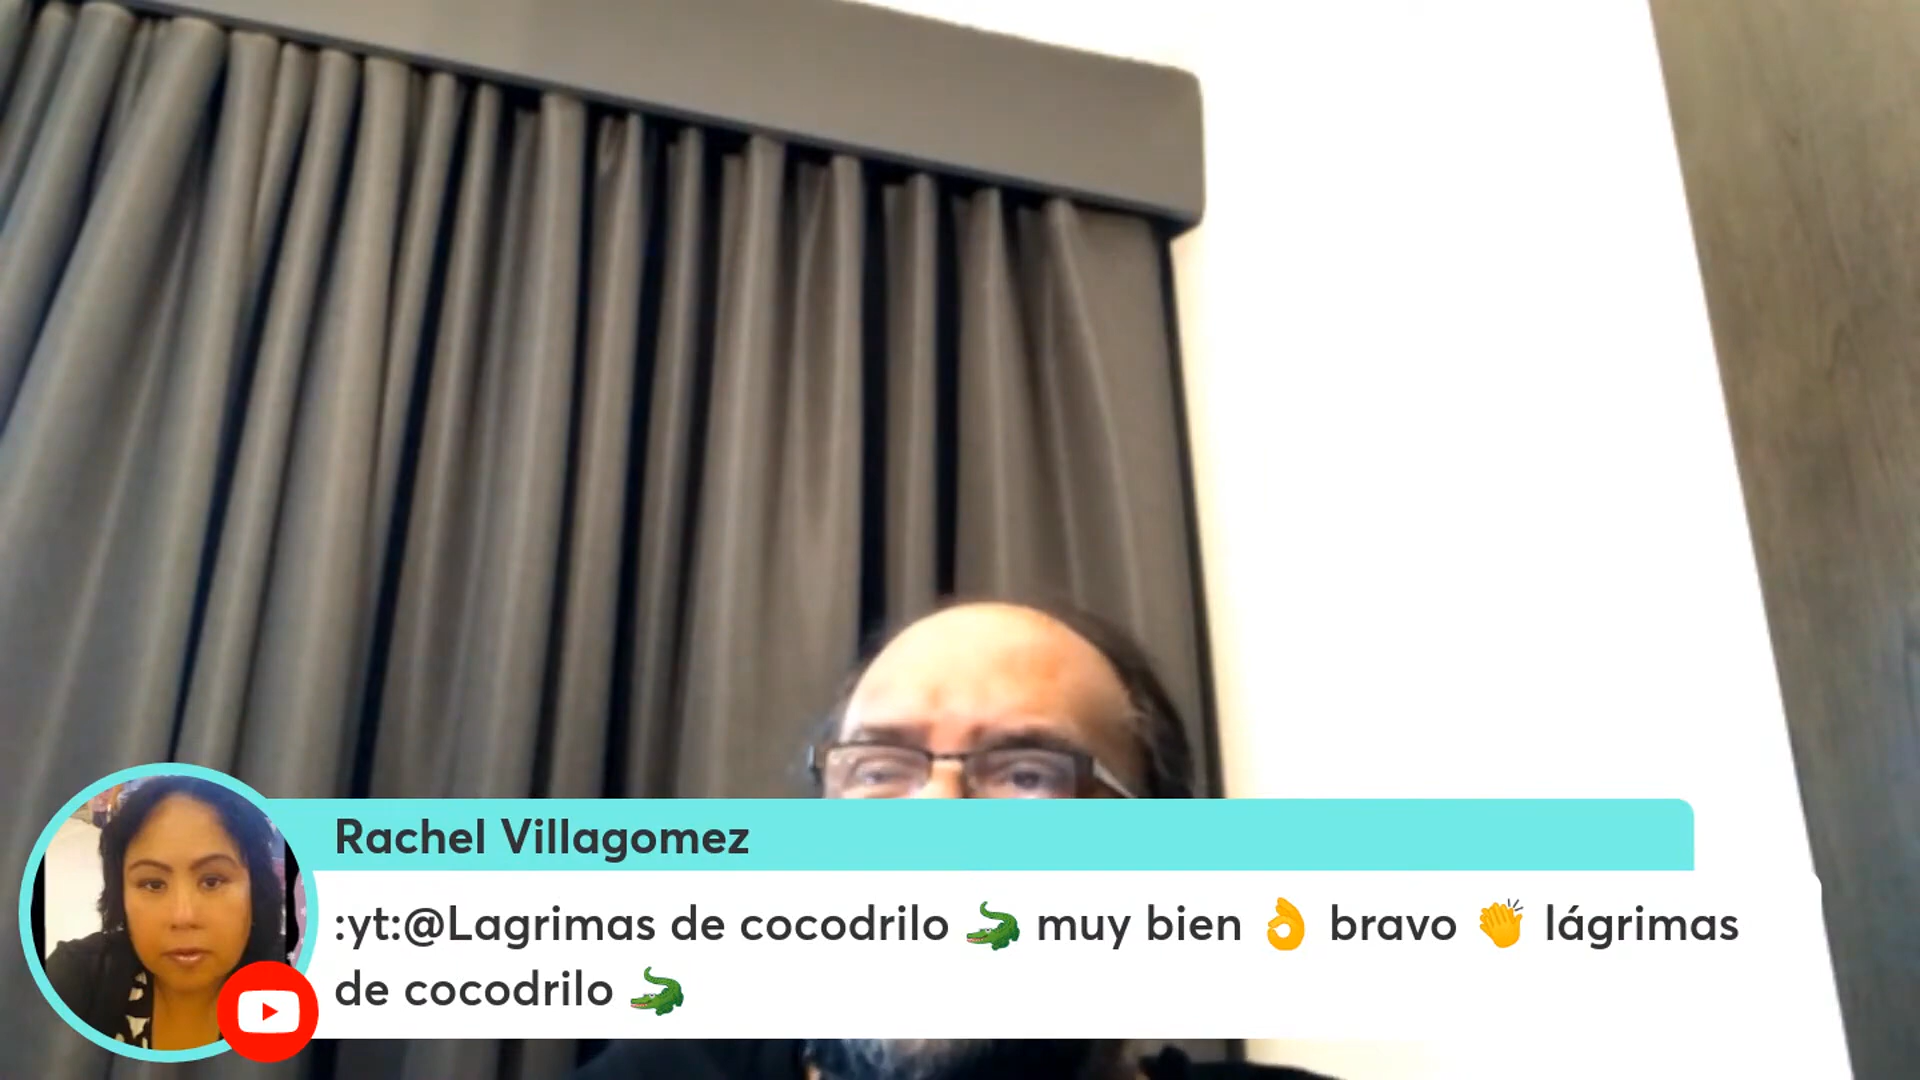 Rachel Villagomez
:yt:@Lagrimas de cocodrilo 🐊 muy bien 👌 bravo 👏 lágrimas
de cocodrilo 🐊